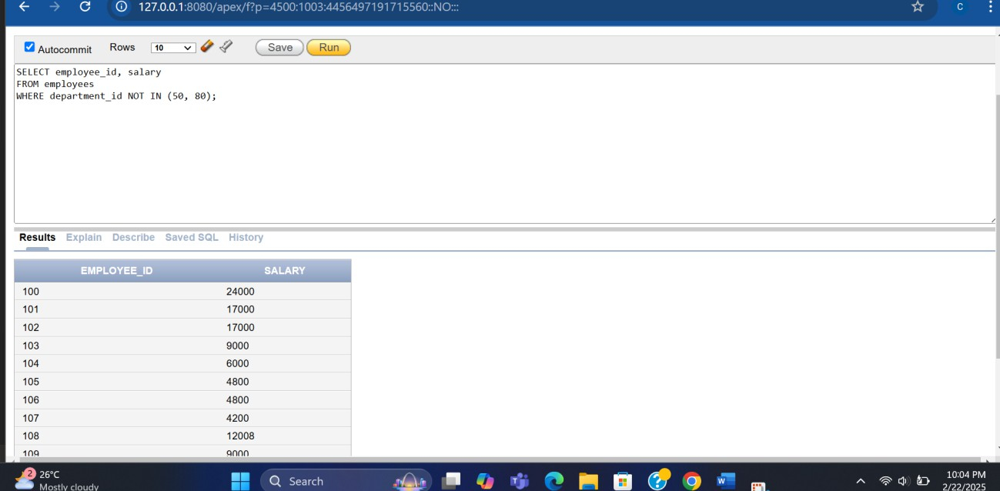 127.0.0.1:8080/apex/f?p=4500:1003:4456497191715560::NO:::
C
Autocommit Rows 10 Save Run
SELECT employee_id, salary
FROM employees
WHERE department_id NOT IN (50, 80);
Results Explain Describe Saved SQL History
EMPLOYEE_ID SALARY
100 24000
101 17000
102 17000
103 9000
104 6000
105 4800
106 4800
107 4200
108 12008
109 9000
2
26°C
Mostly cloudy
Search
W
10:04 PM
2/22/2025